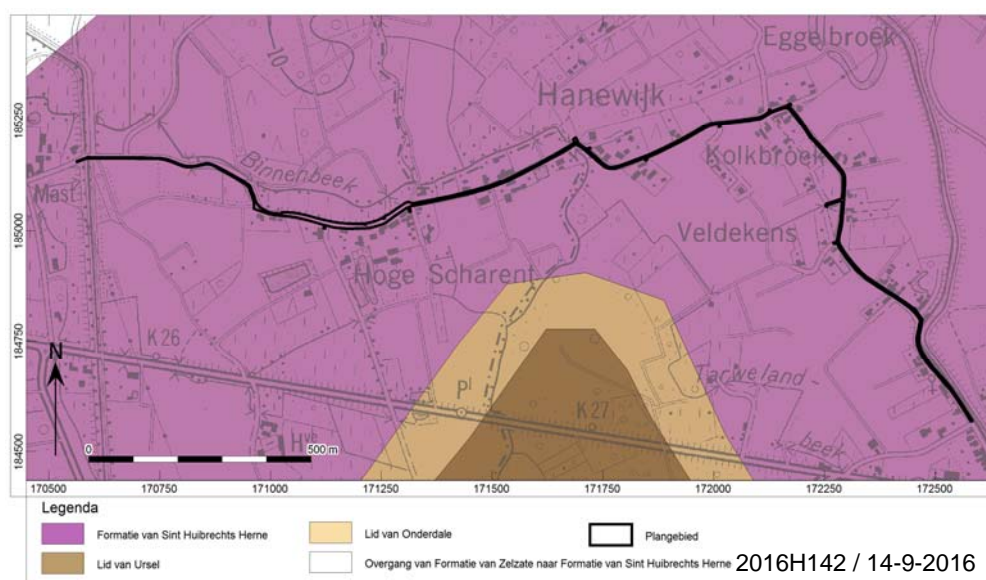 Eggelbroek
10
Hanewijk
185250
Binnenbeek
Kolkbroek
Mast
185000
Veldekens
Hoge Scharent
184750
K 26
N
Tarweland -
Pl
K 27
beek
0 500 m
184500
170500 170750 171000 171250 171500 171750 172000 172250 172500
Legenda
Formatie van Sint Huibrechts Herne
Lid van Onderdale
Plangebied
Lid van Ursel
Overgang van Formatie van Zelzate naar Formatie van Sint Huibrechts Herne
2016H142 / 14-9-2016